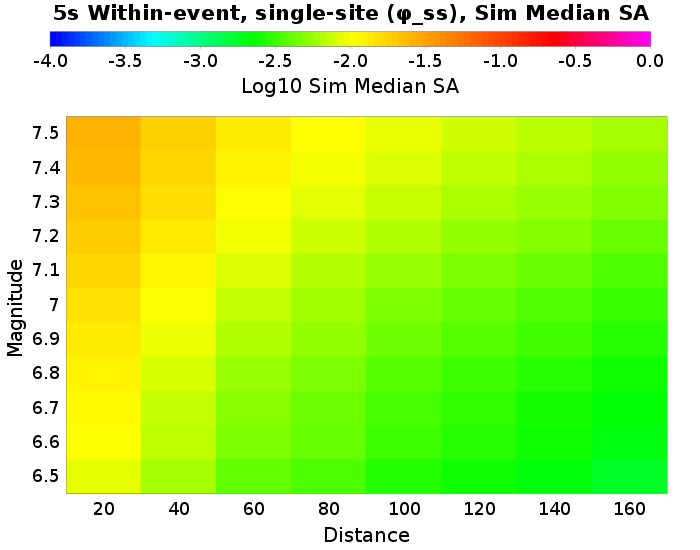 5s Within-event, single-site (φ_ss), Sim Median SA
-4.0 -3.5 -3.0 -2.5 -2.0 -1.5 -1.0 -0.5 0.0
Log10 Sim Median SA
7.5
7.4
7.3
7.2
7.1
7
6.9
6.8
6.7
6.6
6.5
Magnitude
20 40 60 80 100 120 140 160
Distance